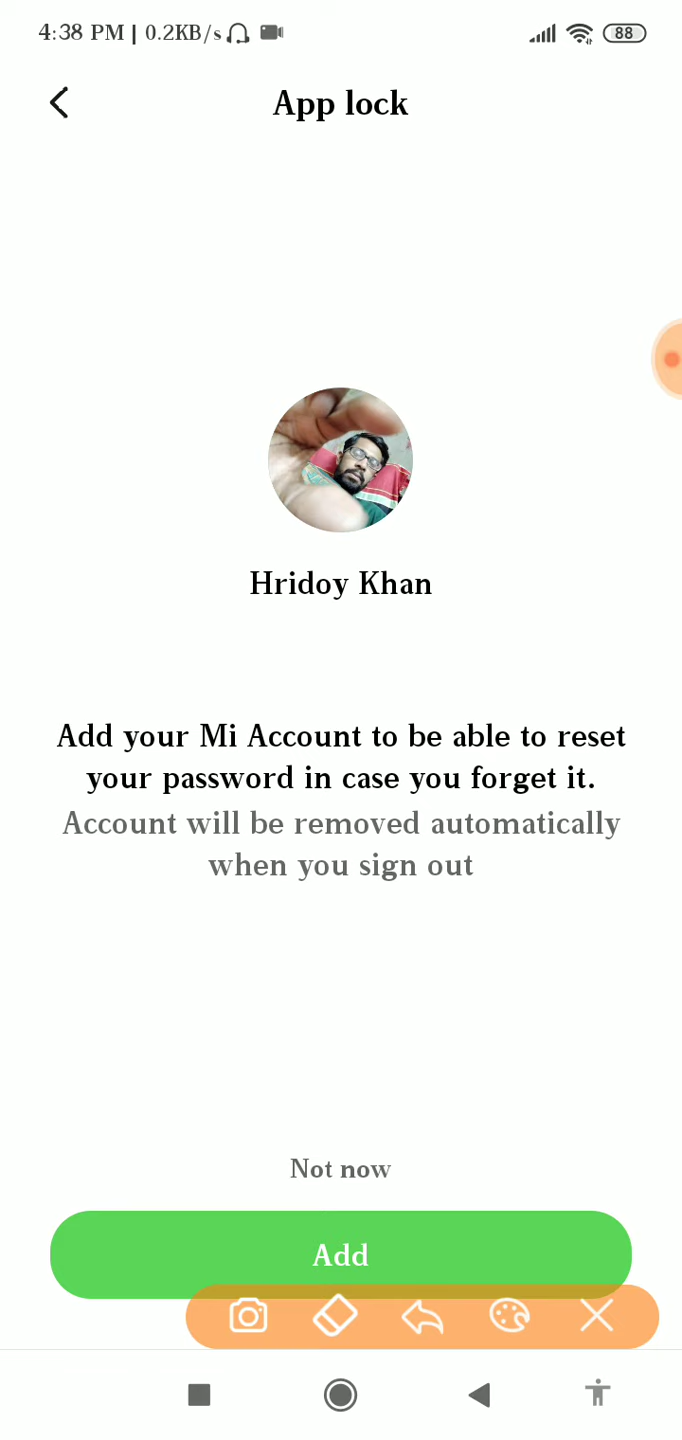 4:38 PM | 0.2KB/s 88
App lock
Hridoy Khan
Add your Mi Account to be able to reset
your password in case you forget it.
Account will be removed automatically
when you sign out
Not now
Add